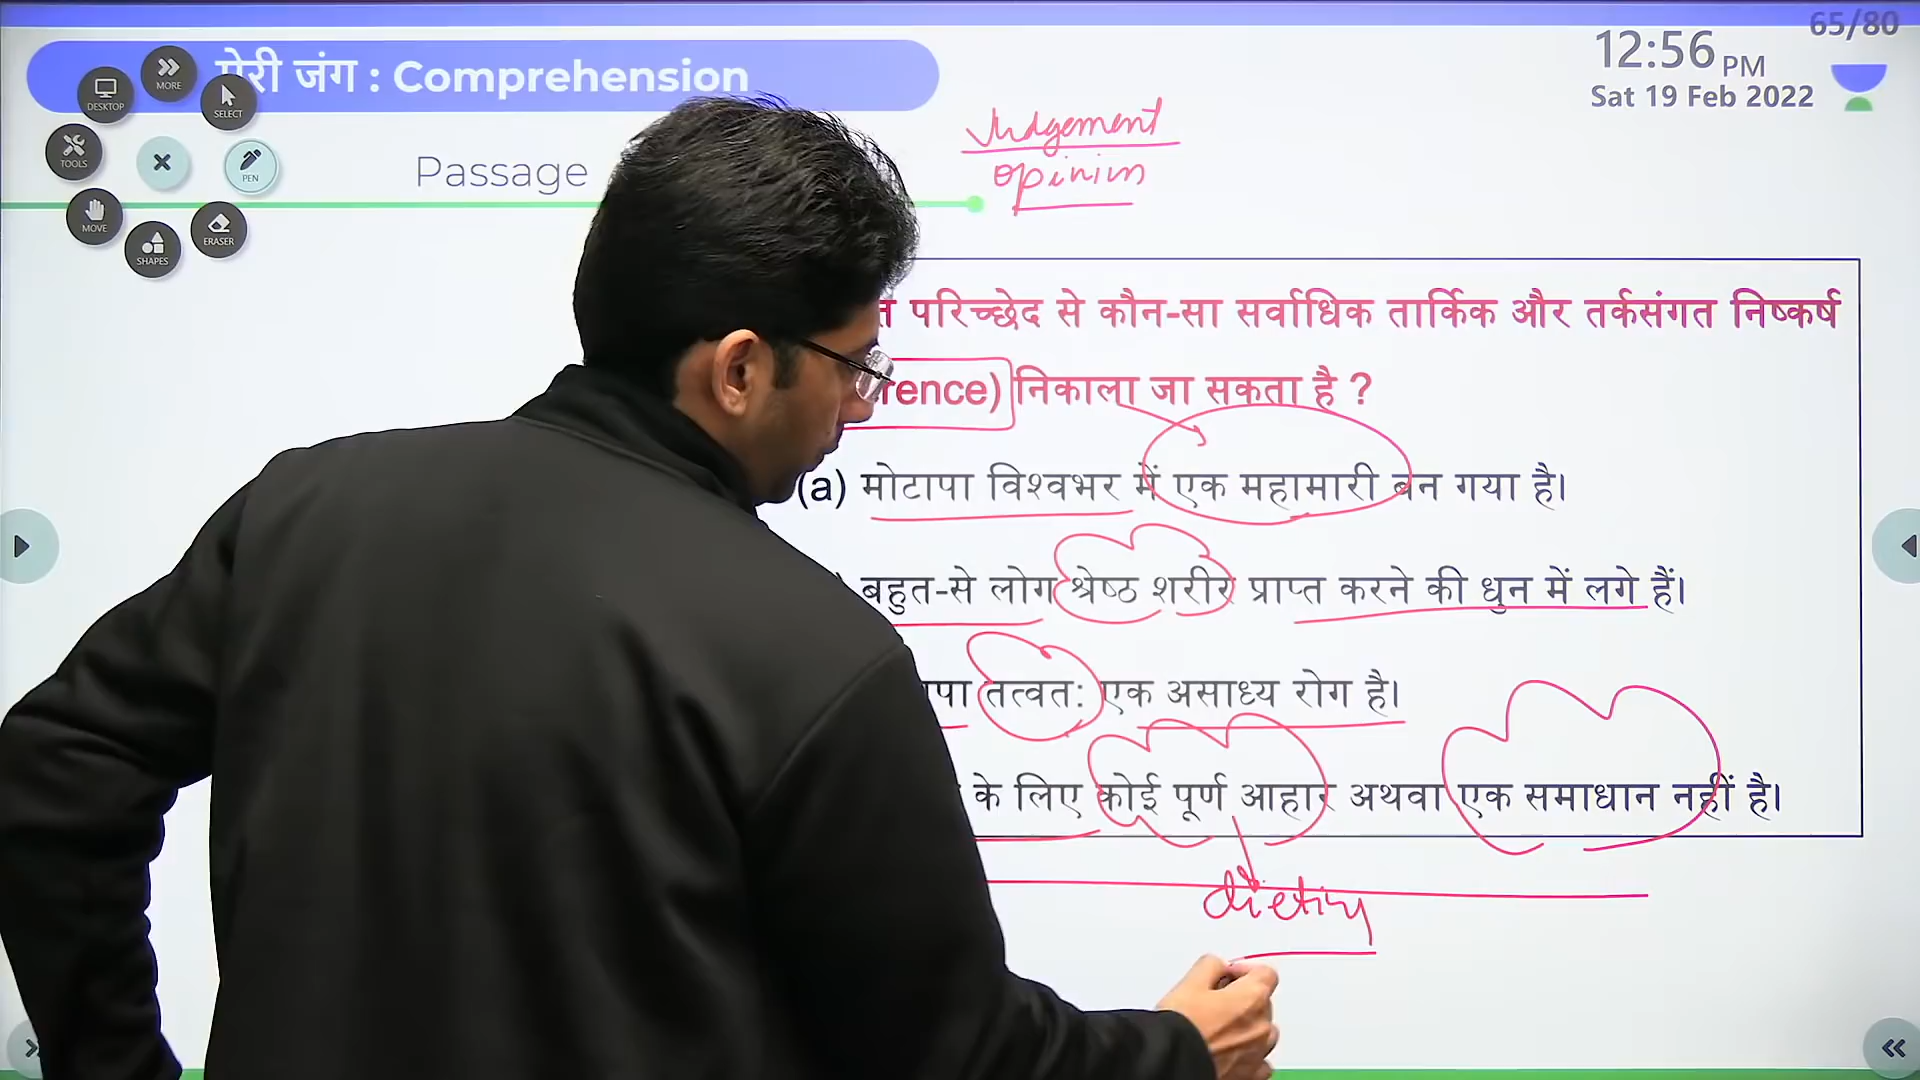 65/80
मेरी जंग : Comprehension
12:56 PM
Sat 19 Feb 2022
MORE
DESKTOP
SELECT
TOOLS
PEN
MOVE
ERASER
SHAPES
Passage
Judgement
opinion
परिच्छेद से कौन-सा सर्वाधिक तार्किक और तर्कसंगत निष्कर्ष
rence) निकाला जा सकता है ?
(a) मोटापा विश्वभर में एक महामारी बन गया है।
बहुत-से लोग श्रेष्ठ शरीर प्राप्त करने की धुन में लगे हैं।
पा तत्वत: एक असाध्य रोग है।
के लिए कोई पूर्ण आहार अथवा एक समाधान नहीं है।
dieting